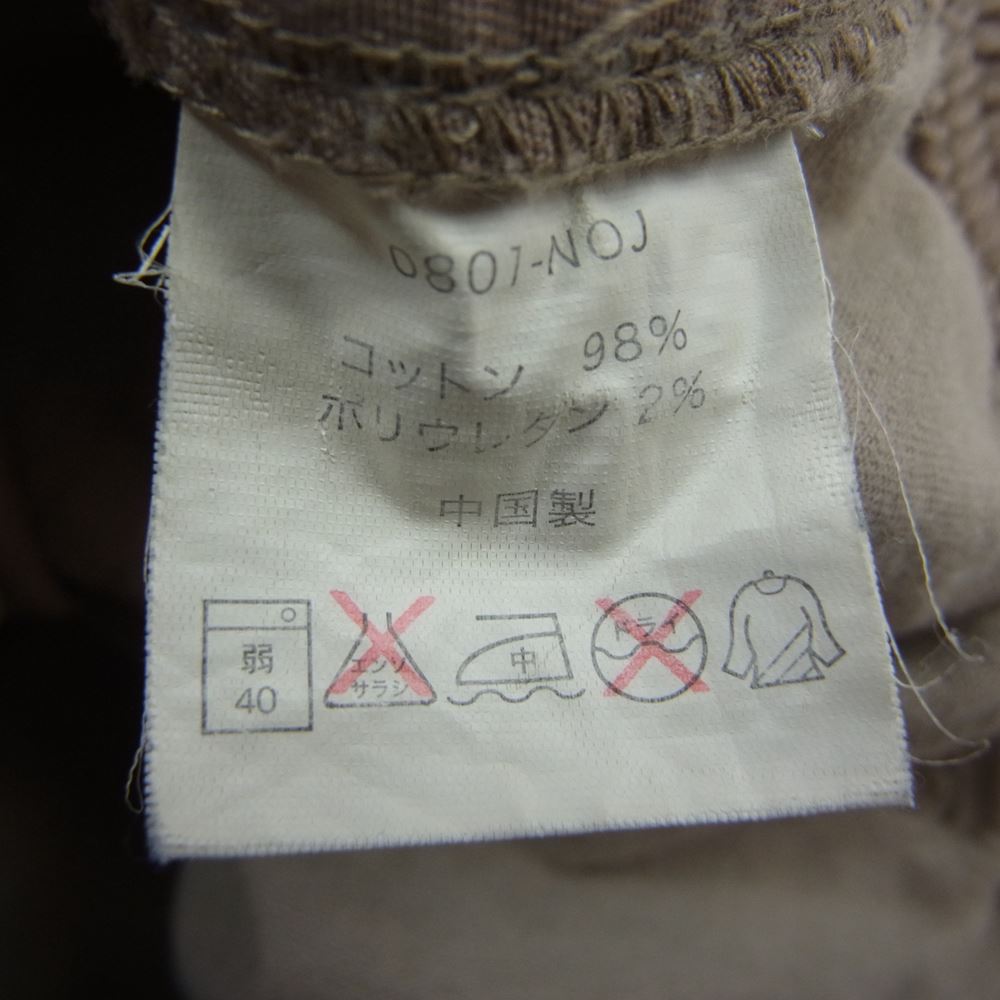 0801-NOJ
コットン 98%
ポリウレタン 2%
中国製
弱
40
エンソ
サラシ
中
ドライ